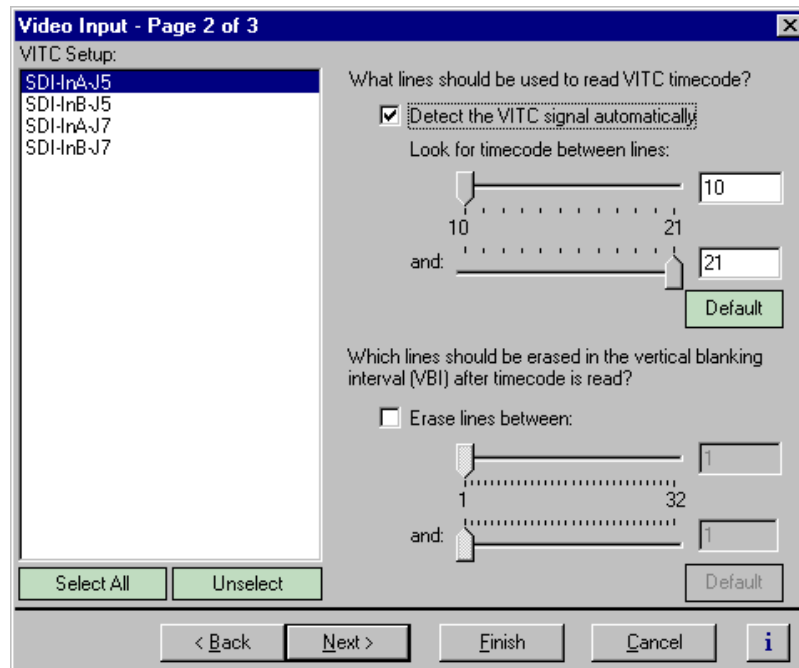 Video Input - Page 2 of 3
VITC Setup:
SDI-InA-J5
SDI-InB-J5
SDI-InA-J7
SDI-InB-J7
Select All
Unselect
What lines should be used to read VITC timecode?
Detect the VITC signal automatically
Look for timecode between lines:
10
10 21
and:
21
Default
Which lines should be erased in the vertical blanking
interval (VBI) after timecode is read?
Erase lines between:
1
1 32
and:
1
Default
< Back
Next >
Finish
Cancel
i